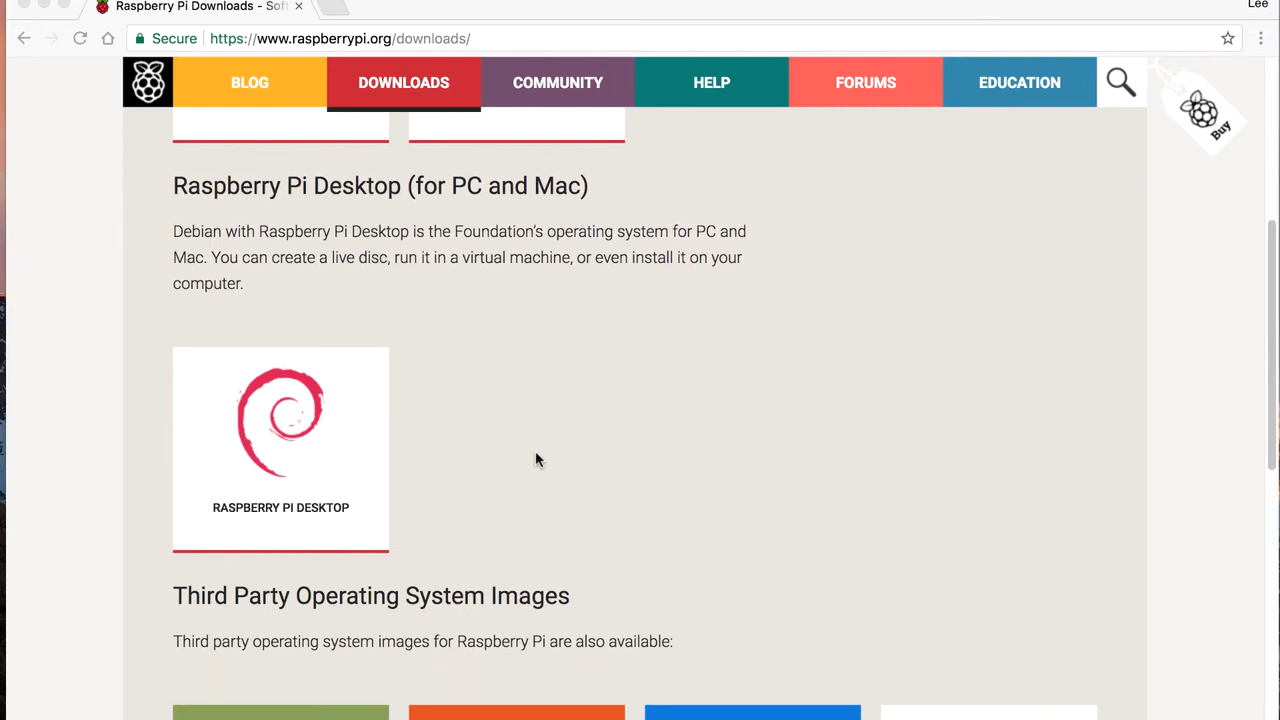 Raspberry Pi Downloads - Sof
Lee
Secure https://www.raspberrypi.org/downloads/
BLOG DOWNLOADS COMMUNITY HELP FORUMS EDUCATION
Buy
Raspberry Pi Desktop (for PC and Mac)
Debian with Raspberry Pi Desktop is the Foundation's operating system for PC and
Mac. You can create a live disc, run it in a virtual machine, or even install it on your
computer.
RASPBERRY PI DESKTOP
Third Party Operating System Images
Third party operating system images for Raspberry Pi are also available: